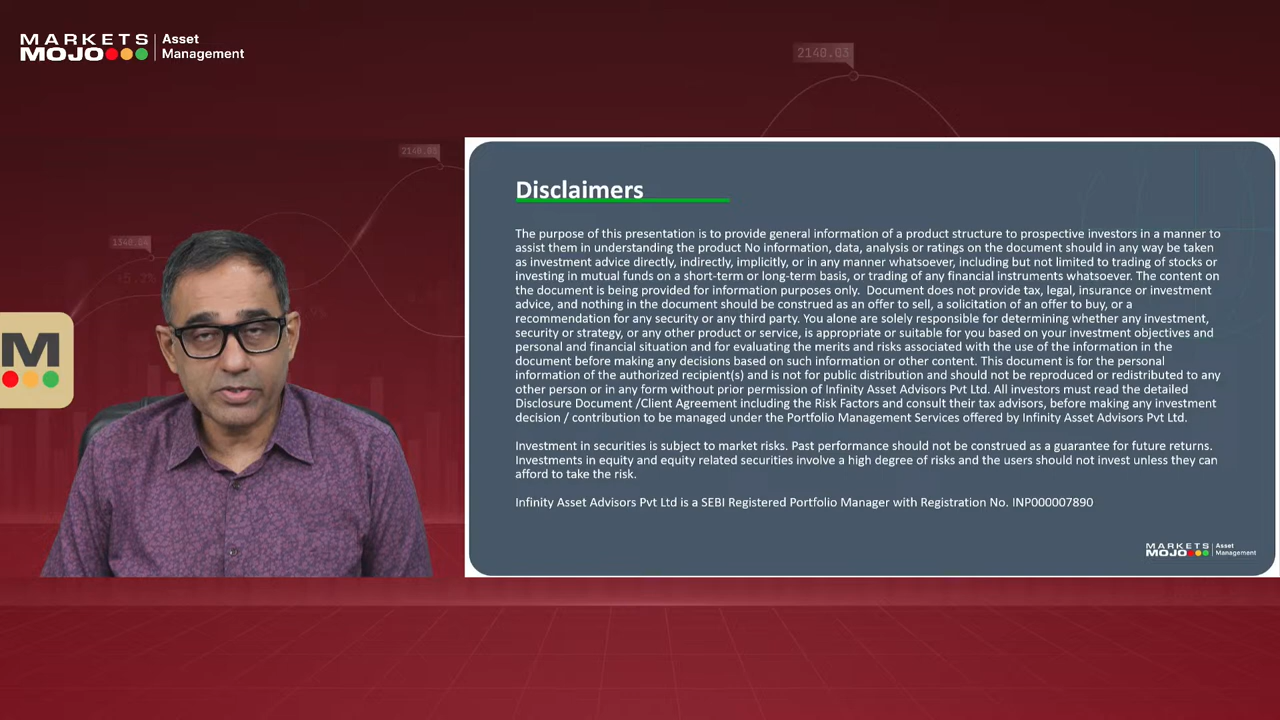 MARKETS
MOJO
Asset
Management
2140.03
2140.03
1340.04
M
Disclaimers
The purpose of this presentation is to provide general information of a product structure to prospective investors in a manner to
assist them in understanding the product No information, data, analysis or ratings on the document should in any way be taken
as investment advice directly, indirectly, implicitly, or in any manner whatsoever, including but not limited to trading of stocks or
investing in mutual funds on a short-term or long-term basis, or trading of any financial instruments whatsoever. The content on
the document is being provided for information purposes only.  Document does not provide tax, legal, insurance or investment
advice, and nothing in the document should be construed as an offer to sell, a solicitation of an offer to buy, or a
recommendation for any security or any third party. You alone are solely responsible for determining whether any investment,
security or strategy, or any other product or service, is appropriate or suitable for you based on your investment objectives and
personal and financial situation and for evaluating the merits and risks associated with the use of the information in the
document before making any decisions based on such information or other content. This document is for the personal
information of the authorized recipient(s) and is not for public distribution and should not be reproduced or redistributed to any
other person or in any form without prior permission of Infinity Asset Advisors Pvt Ltd. All investors must read the detailed
Disclosure Document /Client Agreement including the Risk Factors and consult their tax advisors, before making any investment
decision / contribution to be managed under the Portfolio Management Services offered by Infinity Asset Advisors Pvt Ltd.
Investment in securities is subject to market risks. Past performance should not be construed as a guarantee for future returns.
Investments in equity and equity related securities involve a high degree of risks and the users should not invest unless they can
afford to take the risk.
Infinity Asset Advisors Pvt Ltd is a SEBI Registered Portfolio Manager with Registration No. INP000007890
MARKETS
MOJO
Asset
Management